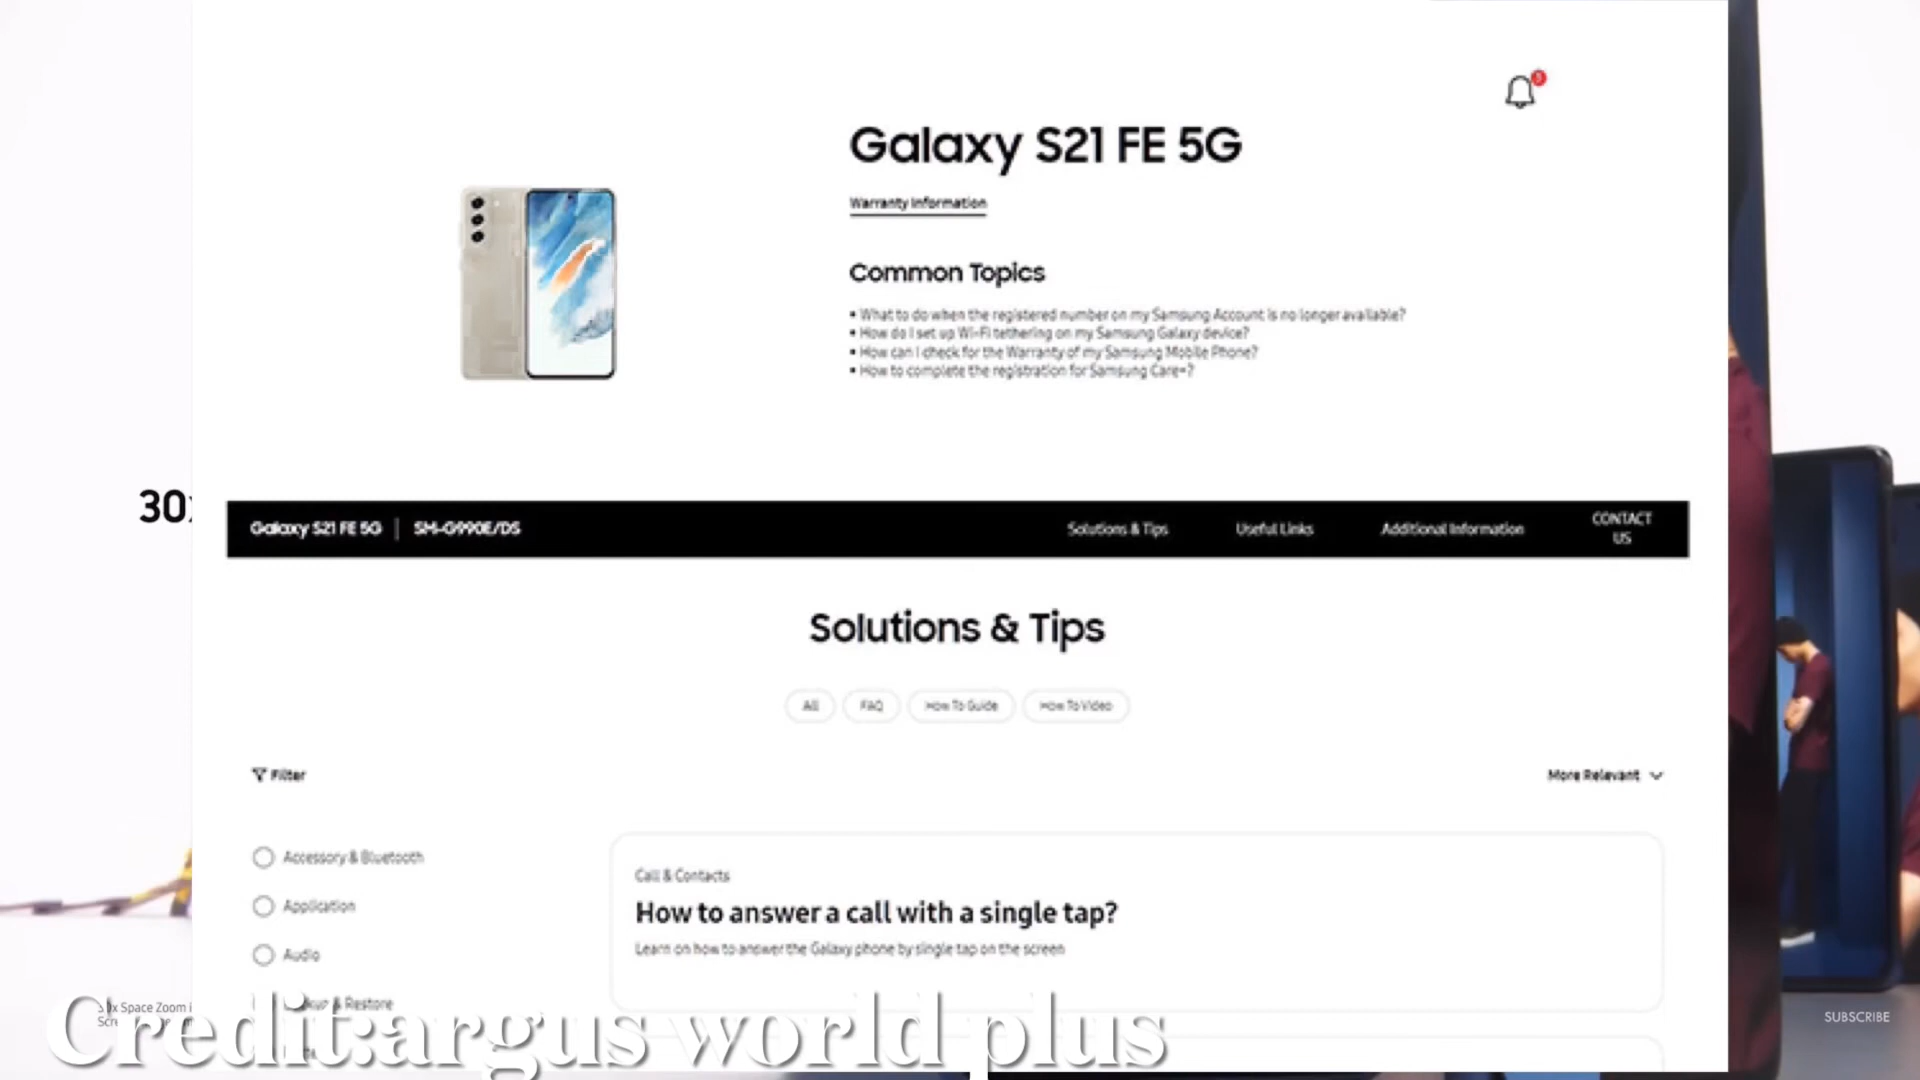 Galaxy S21 FE 5G
Warranty Information
Common Topics
• What to do when the registered number on my Samsung Account is no longer available?
• How do I set up Wi-Fi tethering on my Samsung Galaxy device?
• How can I check for the Warranty of my Samsung Mobile Phone?
• How to complete the registration for Samsung Care+?
30x
Galaxy S21 FE 5G | SM-G990E/DS
Solutions & Tips
Useful Links
Additional Information
CONTACT
US
Solutions & Tips
All
FAQ
How To Guide
How To Video
Filter
More Relevant
Accessory & Bluetooth
Application
Audio
& Restore
Call & Contacts
How to answer a call with a single tap?
Learn on how to answer the Galaxy phone by single tap on the screen
30x Space Zoom
Credit:argus world plus
SUBSCRIBE